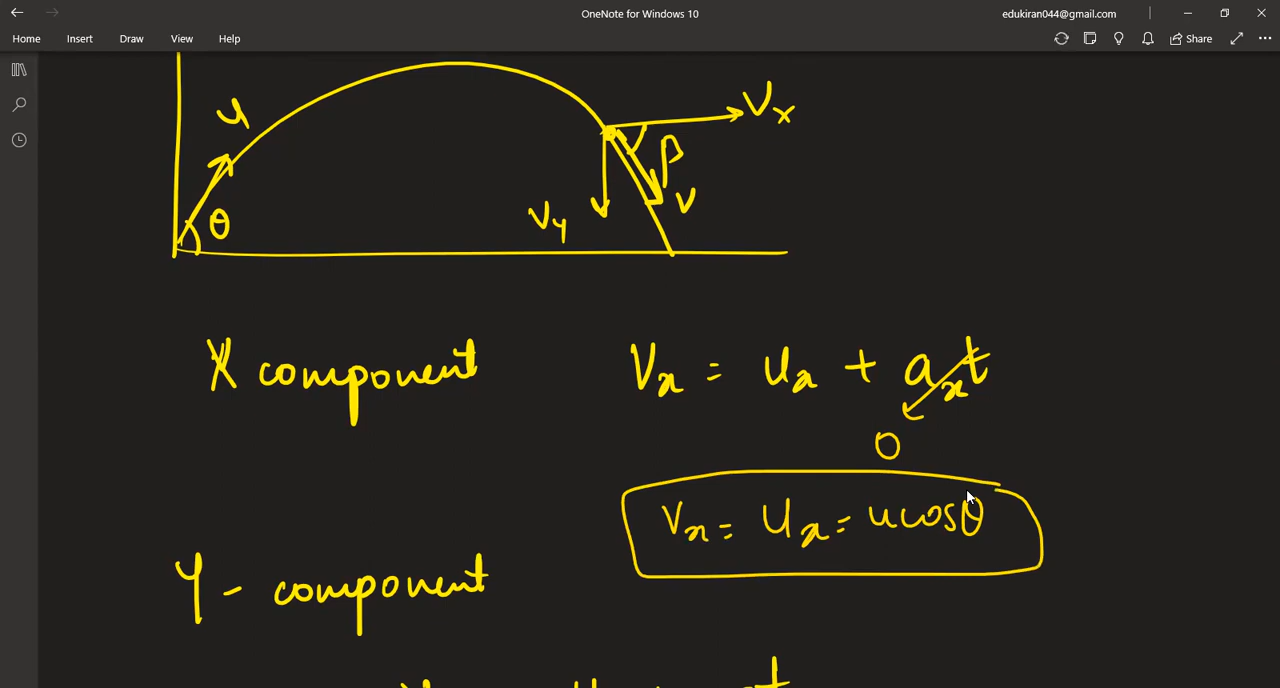 OneNote for Windows 10
edukiran044@gmail.com
Home Insert Draw View Help
Share
u
Vx
β
θ
Vy
V
X component
Vx = ux + axt
0
Vx = ux = u cosθ
Y - component